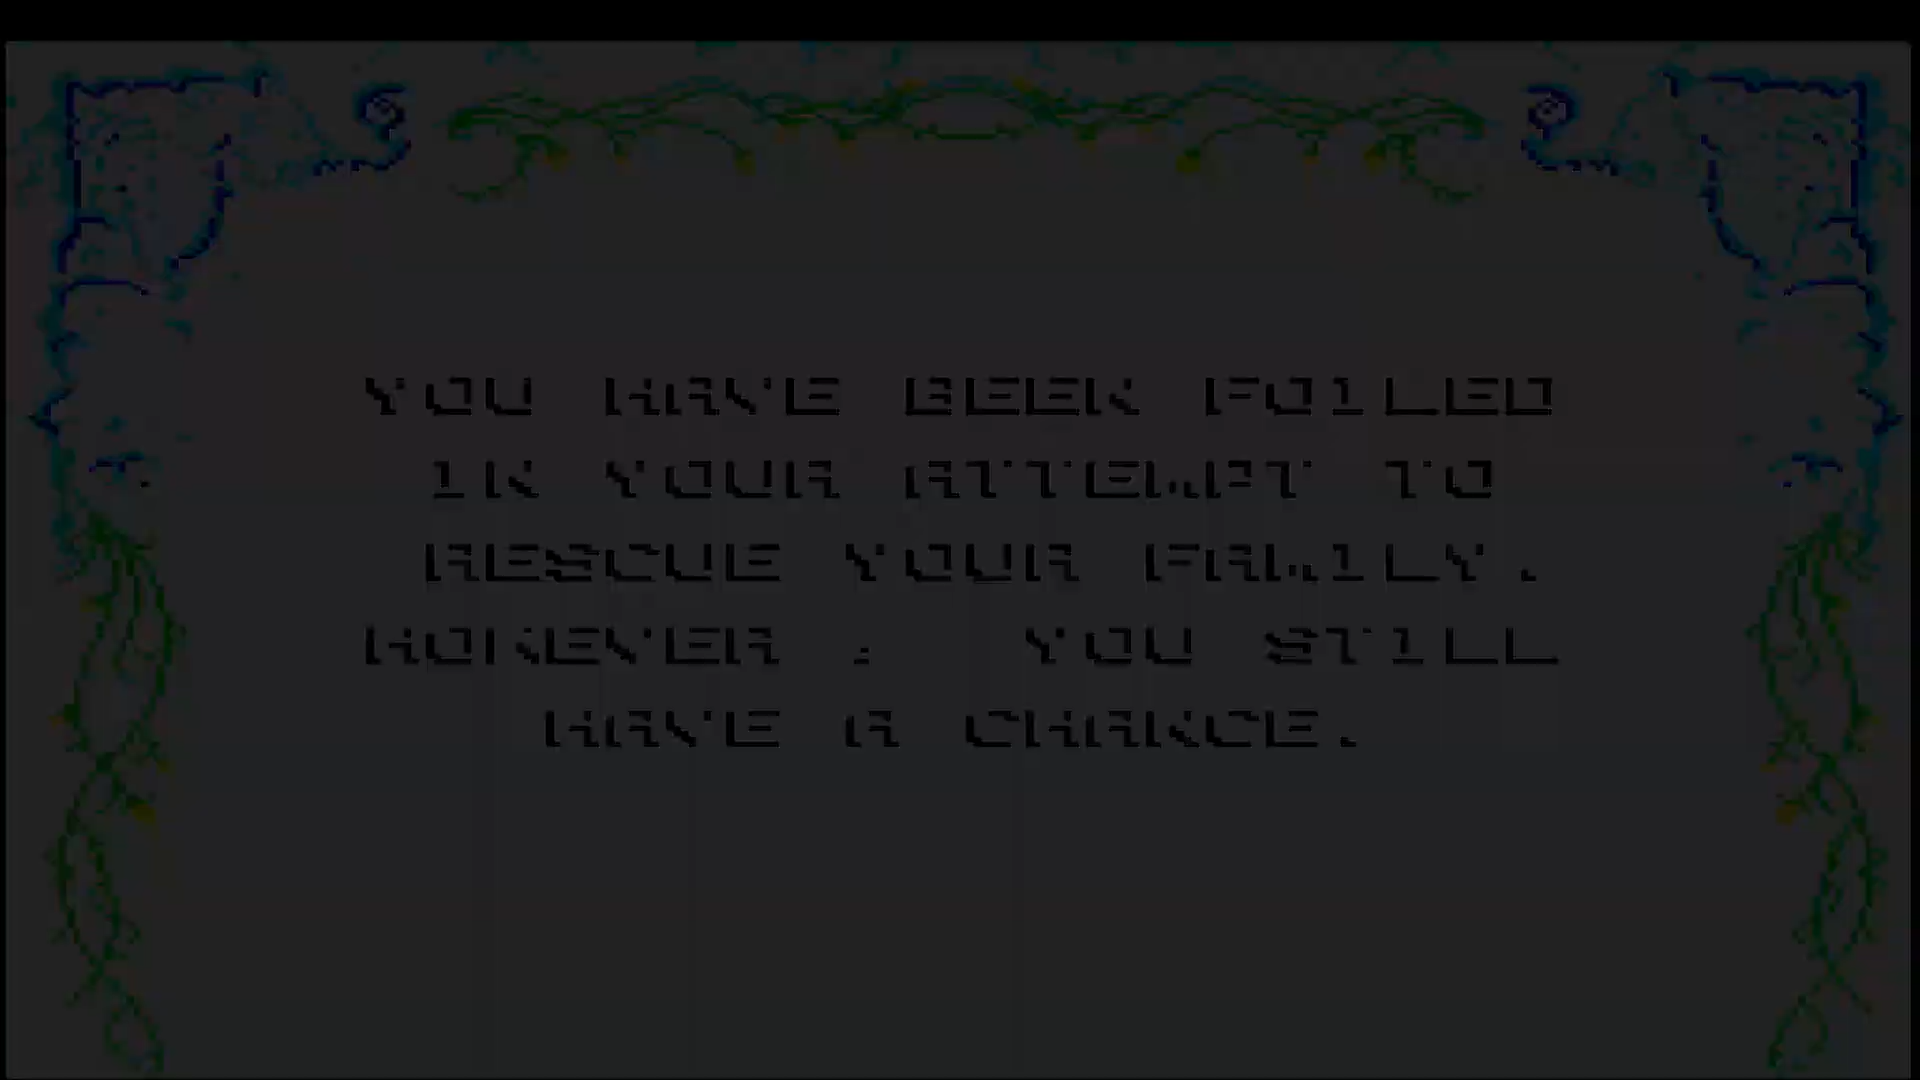 YOU HAVE BEEN FOILED
IN YOUR ATTEMPT TO
RESCUE YOUR FAMILY.
HOWEVER , YOU STILL
HAVE A CHANCE.